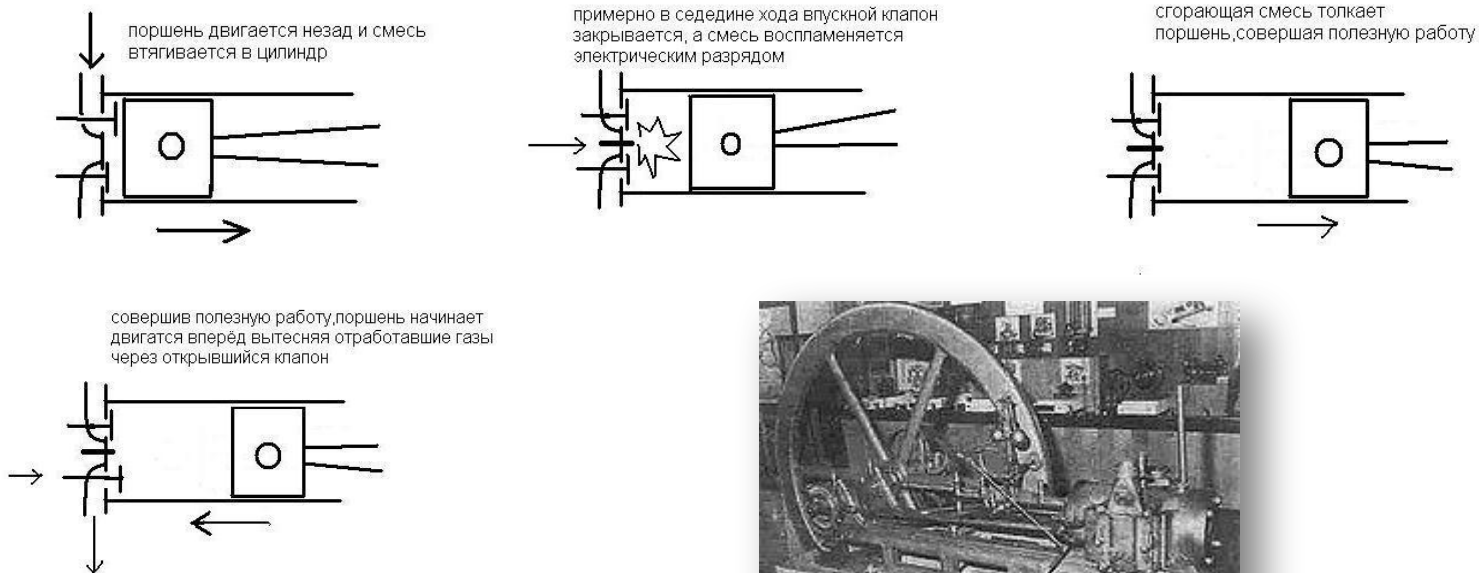 поршень двигается незад и смесь
втягивается в цилиндр
примерно в седедине хода впускной клапон
закрывается, а смесь воспламеняется
электрическим разрядом
сгорающая смесь толкает
поршень,совершая полезную работу
совершив полезную работу,поршень начинает
двигатся вперёд вытесняя отработавшие газы
через открывшийся клапон